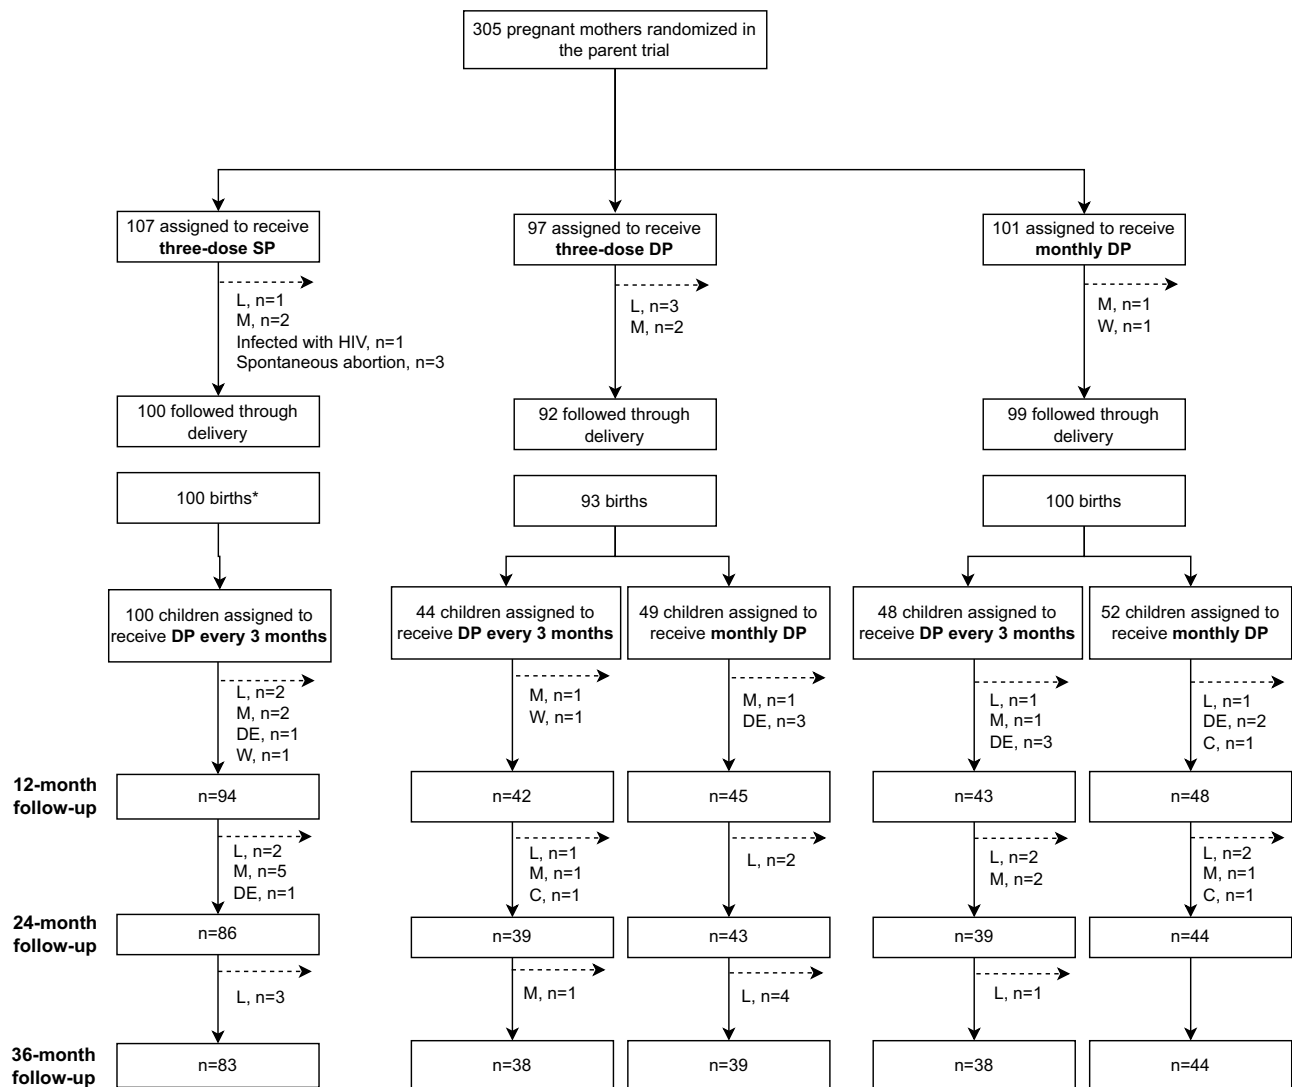 305 pregnant mothers randomized in
the parent trial
107 assigned to receive
three-dose SP
97 assigned to receive
three-dose DP
101 assigned to receive
monthly DP
L, n=1
M, n=2
Infected with HIV, n=1
Spontaneous abortion, n=3
L, n=3
M, n=2
M, n=1
W, n=1
100 followed through
delivery
92 followed through
delivery
99 followed through
delivery
100 births*
93 births
100 births
100 children assigned to
receive DP every 3 months
44 children assigned to
receive DP every 3 months
49 children assigned to
receive monthly DP
48 children assigned to
receive DP every 3 months
52 children assigned to
receive monthly DP
L, n=2
M, n=2
DE, n=1
W, n=1
M, n=1
W, n=1
M, n=1
DE, n=3
L, n=1
M, n=1
DE, n=3
L, n=1
DE, n=2
C, n=1
12-month
follow-up
n=94
n=42
n=45
n=43
n=48
L, n=2
M, n=5
DE, n=1
L, n=1
M, n=1
C, n=1
L, n=2
L, n=2
M, n=2
L, n=2
M, n=1
C, n=1
24-month
follow-up
n=86
n=39
n=43
n=39
n=44
L, n=3
M, n=1
L, n=4
L, n=1
36-month
follow-up
n=83
n=38
n=39
n=38
n=44